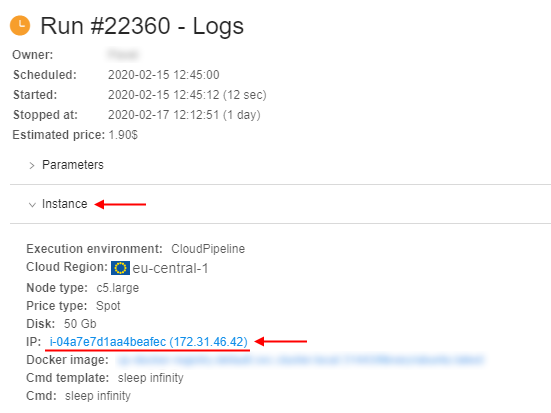 Run #22360 - Logs
Owner:
Scheduled: 2020-02-15 12:45:00
Started: 2020-02-15 12:45:12 (12 sec)
Stopped at: 2020-02-17 12:12:51 (1 day)
Estimated price: 1.90$
Parameters
Instance
Execution environment: CloudPipeline
Cloud Region: eu-central-1
Node type: c5.large
Price type: Spot
Disk: 50 Gb
IP: i-04a7e7d1aa4beafec (172.31.46.42)
Docker image:
Cmd template: sleep infinity
Cmd: sleep infinity